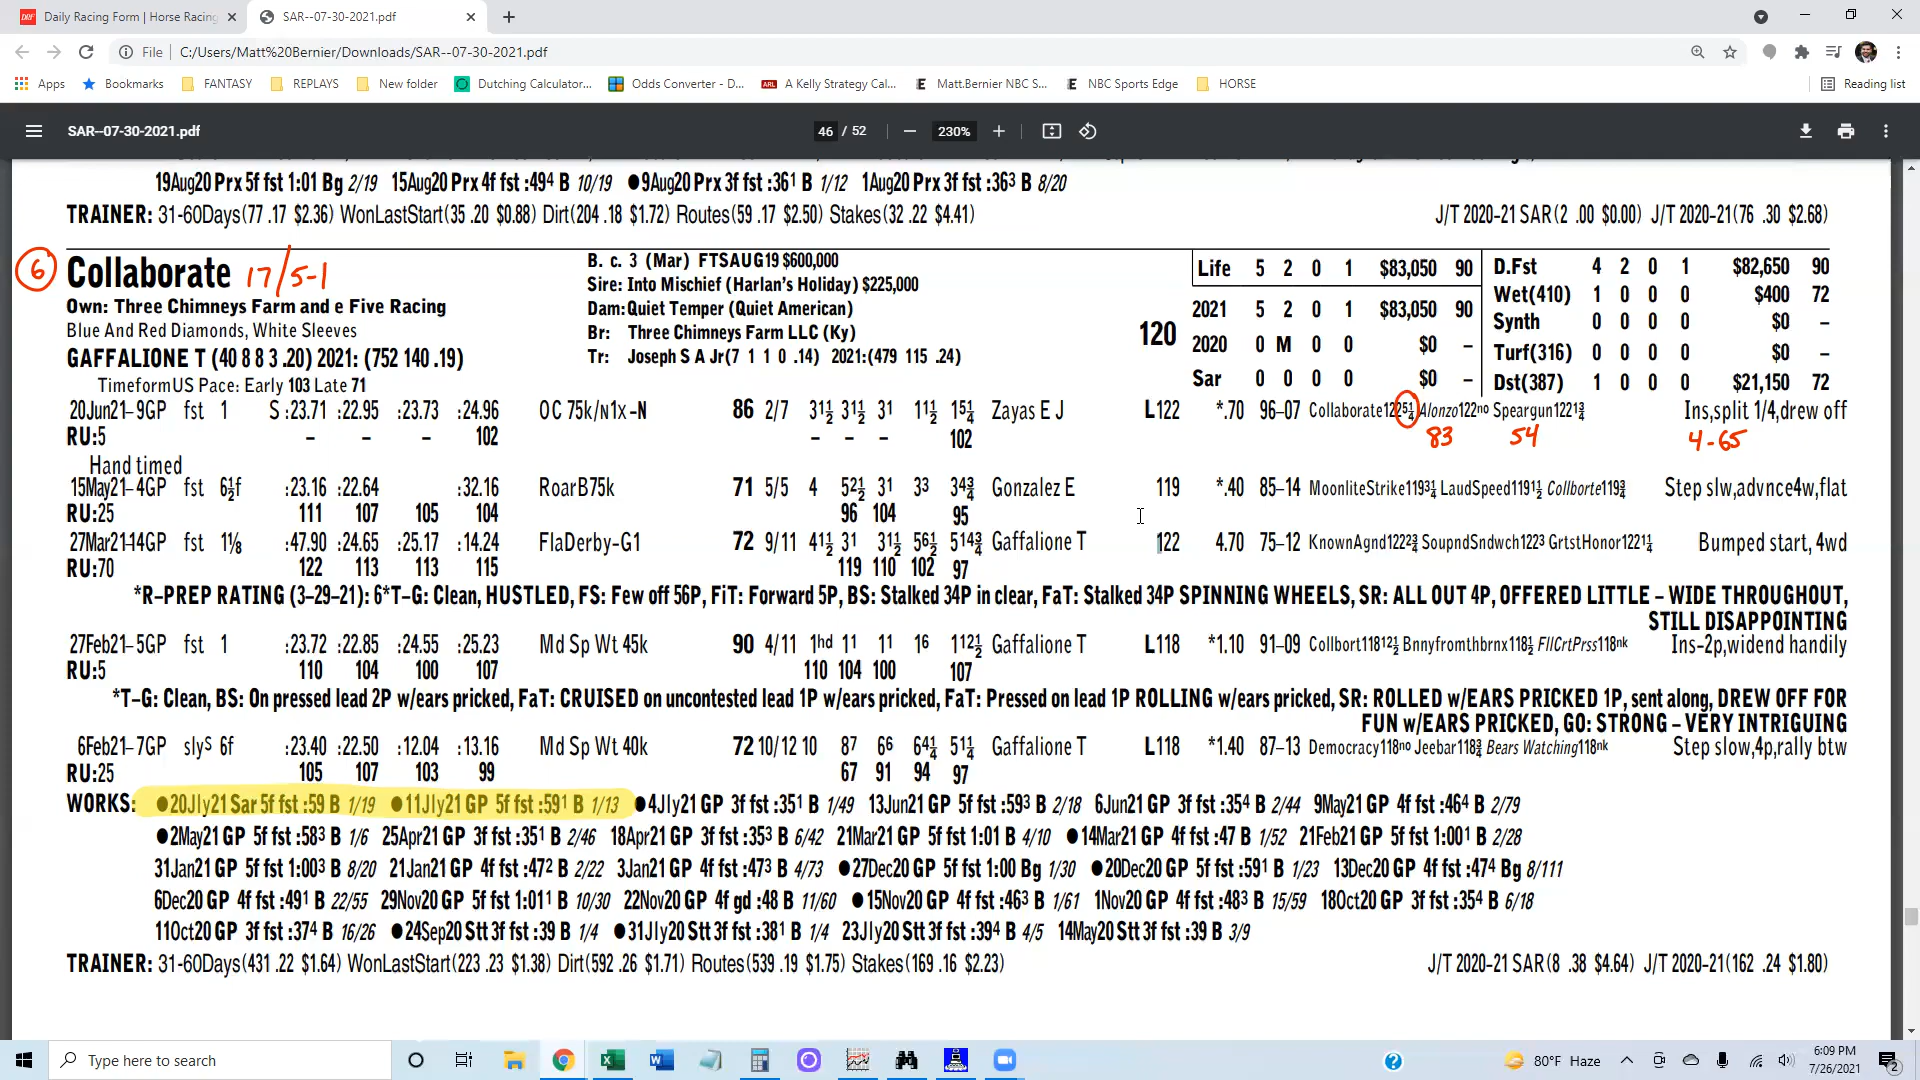 Daily Racing Form | Horse Racing
SAR--07-30-2021.pdf
File | C:/Users/Matt%20Bernier/Downloads/SAR--07-30-2021.pdf
Apps Bookmarks FANTASY REPLAYS New folder Dutching Calculator... Odds Converter - D... A Kelly Strategy Cal... Matt.Bernier NBC S... NBC Sports Edge HORSE Reading list
SAR--07-30-2021.pdf 46 / 52 230%
19Aug20 Prx 5f fst 1:01 Bg 2/19 15Aug20 Prx 4f fst :49⁴ B 10/19 ●9Aug20 Prx 3f fst :36¹ B 1/12 1Aug20 Prx 3f fst :36³ B 8/20
TRAINER: 31-60Days(77 .17 $2.36) WonLastStart(35 .20 $0.88) Dirt(204 .18 $1.72) Routes(59 .17 $2.50) Stakes(32 .22 $4.41) J/T 2020-21 SAR(2 .00 $0.00) J/T 2020-21(76 .30 $2.68)
6 Collaborate 17/5-1
Own: Three Chimneys Farm and e Five Racing
Blue And Red Diamonds, White Sleeves
GAFFALIONE T (40 8 8 3 .20) 2021: (752 140 .19)
TimeformUS Pace: Early 103 Late 71
B. c. 3 (Mar) FTSAUG19 $600,000
Sire: Into Mischief (Harlan's Holiday) $225,000
Dam: Quiet Temper (Quiet American)
Br: Three Chimneys Farm LLC (Ky)
Tr: Joseph S A Jr(7 1 1 0 .14) 2021:(479 115 .24)
120
Life 5 2 0 1 $83,050 90
2021 5 2 0 1 $83,050 90
2020 0 M 0 0 $0 –
Sar 0 0 0 0 $0 –
D.Fst 4 2 0 1 $82,650 90
Wet(410) 1 0 0 0 $400 72
Synth 0 0 0 0 $0 –
Turf(316) 0 0 0 0 $0 –
Dst(387) 1 0 0 0 $21,150 72
20Jun21–9GP fst 1 S :23.71 :22.95 :23.73 :24.96 OC 75k/N1x-N 86 2/7 31½ 31½ 31 11½ 15¼ Zayas E J L122 *.70 96–07 Collaborate1225¼ Alonzo122no Speargun1221¾ Ins,split 1/4,drew off
RU:5 – – – 102 – – – 102 83 54 4-65
Hand timed
15May21–4GP fst 6½f :23.16 :22.64 :32.16 RoarB75k 71 5/5 4 52½ 31 33 34¾ Gonzalez E 119 *.40 85–14 MoonliteStrike1193¼ LaudSpeed1191½ Collborte119¾ Step slw,advnce4w,flat
RU:25 111 107 105 104 96 104 95
27Mar21–14GP fst 1⅛ :47.90 :24.65 :25.17 :14.24 FlaDerby-G1 72 9/11 41½ 31 31½ 56½ 514¾ Gaffalione T 122 4.70 75–12 KnownAgnd1222¾ SoupndSndwch1223 GrtstHonor1221¼ Bumped start, 4wd
RU:70 122 113 113 115 119 110 102 97
*R–PREP RATING (3–29–21): 6*T–G: Clean, HUSTLED, FS: Few off 56P, FiT: Forward 5P, BS: Stalked 34P in clear, FaT: Stalked 34P SPINNING WHEELS, SR: ALL OUT 4P, OFFERED LITTLE – WIDE THROUGHOUT,
STILL DISAPPOINTING
27Feb21–5GP fst 1 :23.72 :22.85 :24.55 :25.23 Md Sp Wt 45k 90 4/11 1hd 11 11 16 112½ Gaffalione T L118 *1.10 91–09 Collbort11812½ Bnnyfromthbrnx118½ FllCrtPrss118nk Ins–2p,widend handily
RU:5 110 104 100 107 110 104 100 107
*T–G: Clean, BS: On pressed lead 2P w/ears pricked, FaT: CRUISED on uncontested lead 1P w/ears pricked, FaT: Pressed on lead 1P ROLLING w/ears pricked, SR: ROLLED w/EARS PRICKED 1P, sent along, DREW OFF FOR
FUN w/EARS PRICKED, GO: STRONG – VERY INTRIGUING
6Feb21–7GP slyS 6f :23.40 :22.50 :12.04 :13.16 Md Sp Wt 40k 72 10/12 10 87 66 64¼ 51¼ Gaffalione T L118 *1.40 87–13 Democracy118no Jeebar118¾ Bears Watching118nk Step slow,4p,rally btw
RU:25 105 107 103 99 67 91 94 97
WORKS: ●20Jly21 Sar 5f fst :59 B 1/19 ●11Jly21 GP 5f fst :59¹ B 1/13 ●4Jly21 GP 3f fst :35¹ B 1/49 13Jun21 GP 5f fst :59³ B 2/18 6Jun21 GP 3f fst :35⁴ B 2/44 9May21 GP 4f fst :46⁴ B 2/79
●2May21 GP 5f fst :58³ B 1/6 25Apr21 GP 3f fst :35¹ B 2/46 18Apr21 GP 3f fst :35³ B 6/42 21Mar21 GP 5f fst 1:01 B 4/10 ●14Mar21 GP 4f fst :47 B 1/52 21Feb21 GP 5f fst 1:00¹ B 2/28
31Jan21 GP 5f fst 1:00³ B 8/20 21Jan21 GP 4f fst :47² B 2/22 3Jan21 GP 4f fst :47³ B 4/73 ●27Dec20 GP 5f fst 1:00 Bg 1/30 ●20Dec20 GP 5f fst :59¹ B 1/23 13Dec20 GP 4f fst :47⁴ Bg 8/111
6Dec20 GP 4f fst :49¹ B 22/55 29Nov20 GP 5f fst 1:01¹ B 10/30 22Nov20 GP 4f gd :48 B 11/60 ●15Nov20 GP 4f fst :46³ B 1/61 1Nov20 GP 4f fst :48³ B 15/59 18Oct20 GP 3f fst :35⁴ B 6/18
11Oct20 GP 3f fst :37⁴ B 16/26 ●24Sep20 Stt 3f fst :39 B 1/4 ●31Jly20 Stt 3f fst :38¹ B 1/4 23Jly20 Stt 3f fst :39⁴ B 4/5 14May20 Stt 3f fst :39 B 3/9
TRAINER: 31-60Days(431 .22 $1.64) WonLastStart(223 .23 $1.38) Dirt(592 .26 $1.71) Routes(539 .19 $1.75) Stakes(169 .16 $2.23) J/T 2020-21 SAR(8 .38 $4.64) J/T 2020-21(162 .24 $1.80)
Type here to search
80°F Haze
6:09 PM
7/26/2021
2